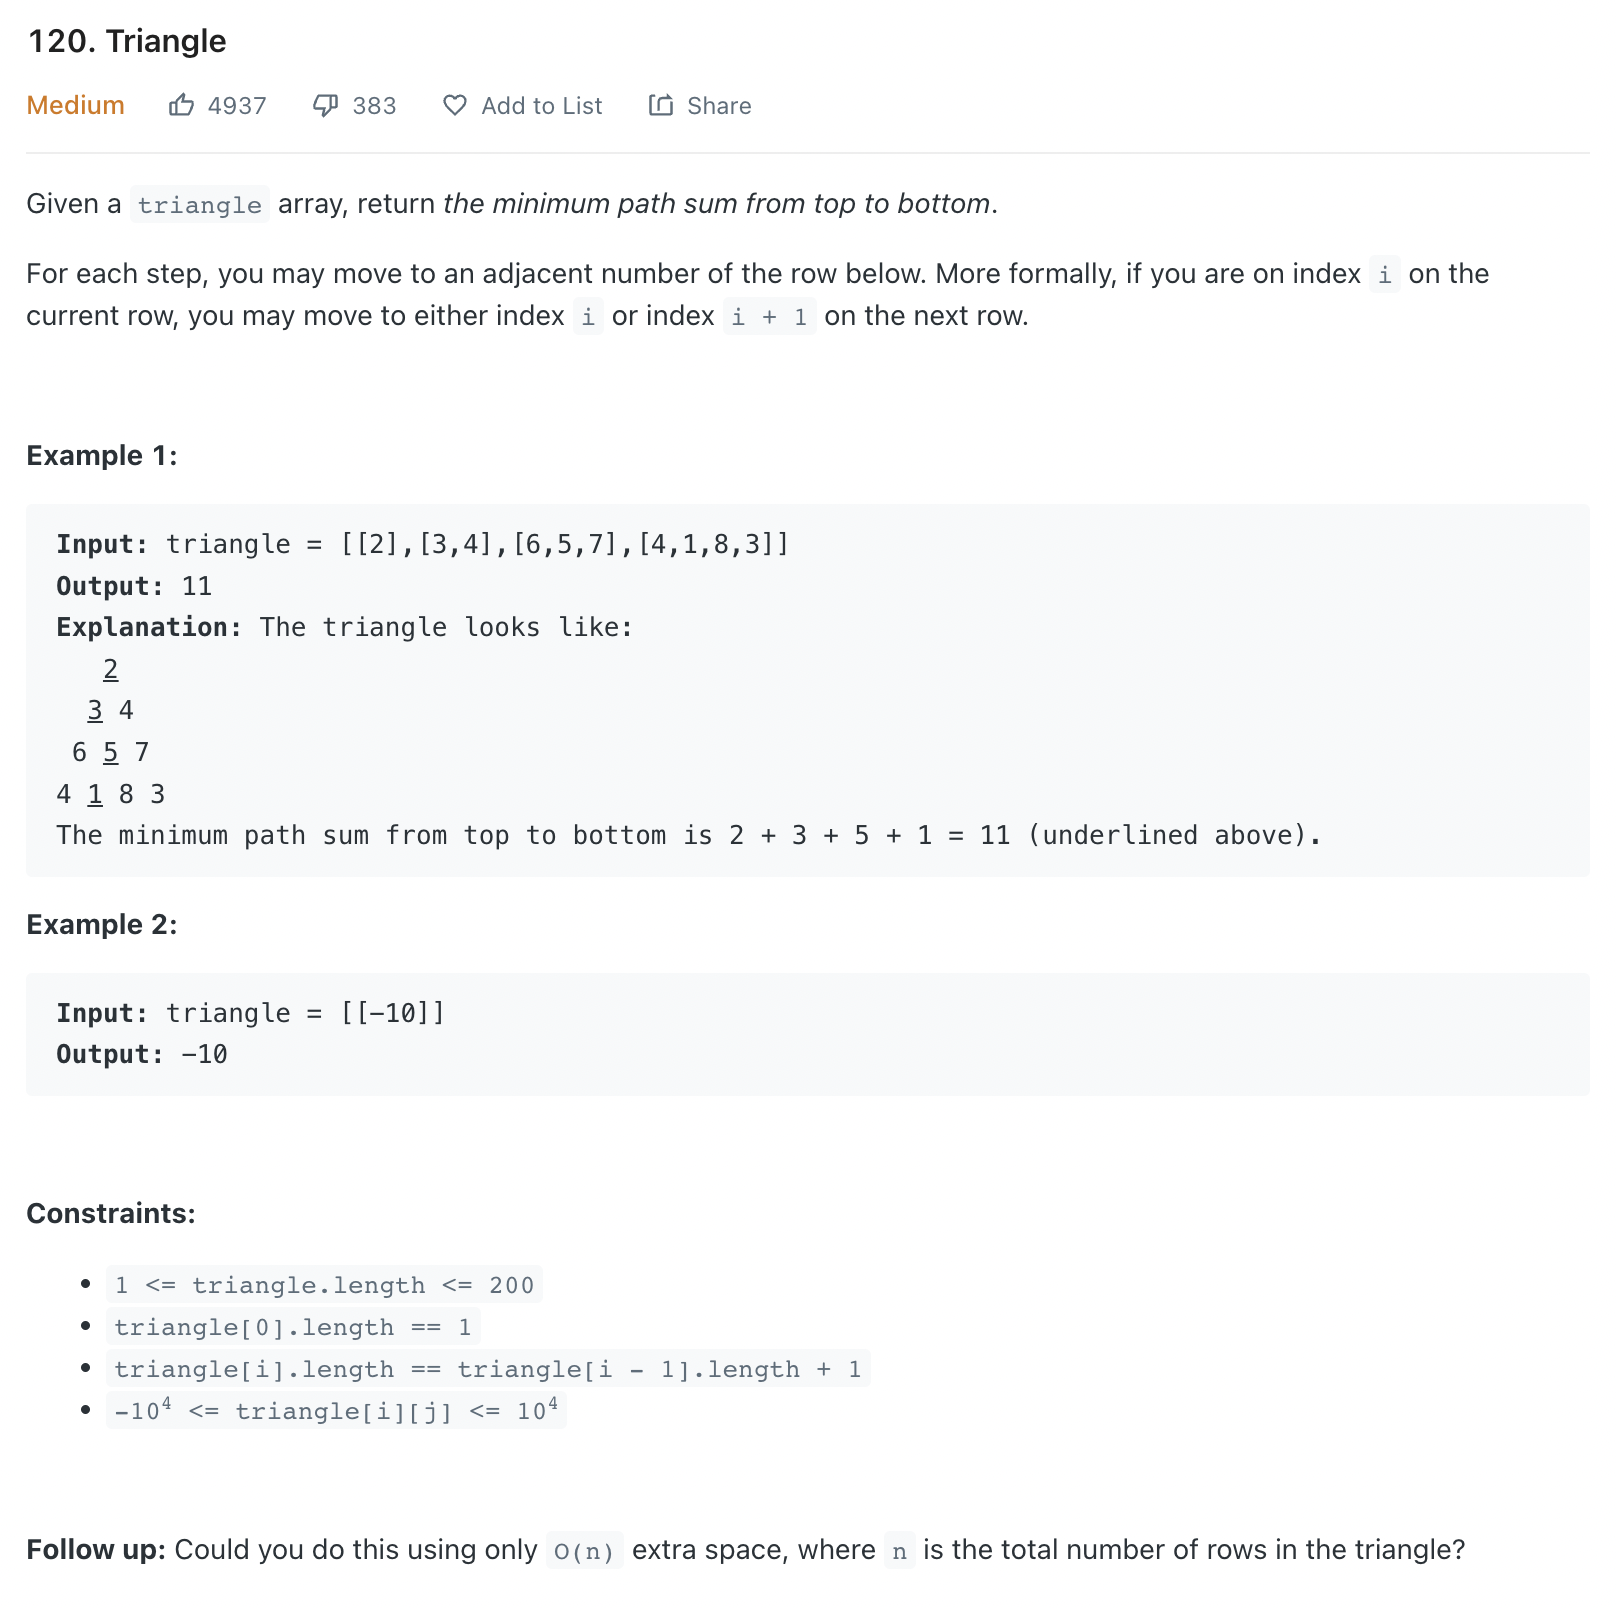 120. Triangle
Medium 4937 383 Add to List Share
Given a triangle array, return the minimum path sum from top to bottom.
For each step, you may move to an adjacent number of the row below. More formally, if you are on index i on the
current row, you may move to either index i or index i + 1 on the next row.
Example 1:
Input: triangle = [[2],[3,4],[6,5,7],[4,1,8,3]]
Output: 11
Explanation: The triangle looks like:
2
3 4
6 5 7
4 1 8 3
The minimum path sum from top to bottom is 2 + 3 + 5 + 1 = 11 (underlined above).
Example 2:
Input: triangle = [[-10]]
Output: -10
Constraints:
• 1 <= triangle.length <= 200
• triangle[0].length == 1
• triangle[i].length == triangle[i - 1].length + 1
• -10⁴ <= triangle[i][j] <= 10⁴
Follow up: Could you do this using only O(n) extra space, where n is the total number of rows in the triangle?